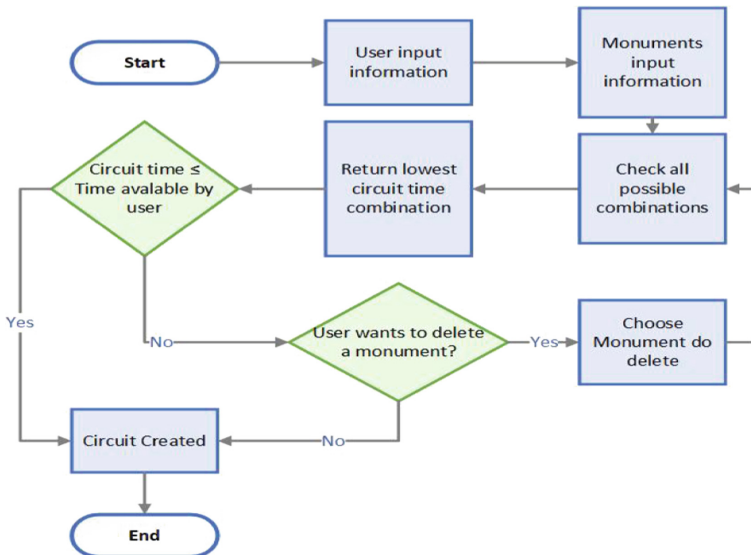 Start
User input
information
Monuments
input
information
Circuit time ≤
Time avalable by
user
Return lowest
circuit time
combination
Check all
possible
combinations
Yes
No
User wants to delete
a monument?
Yes
Choose
Monument do
delete
Circuit Created
No
End